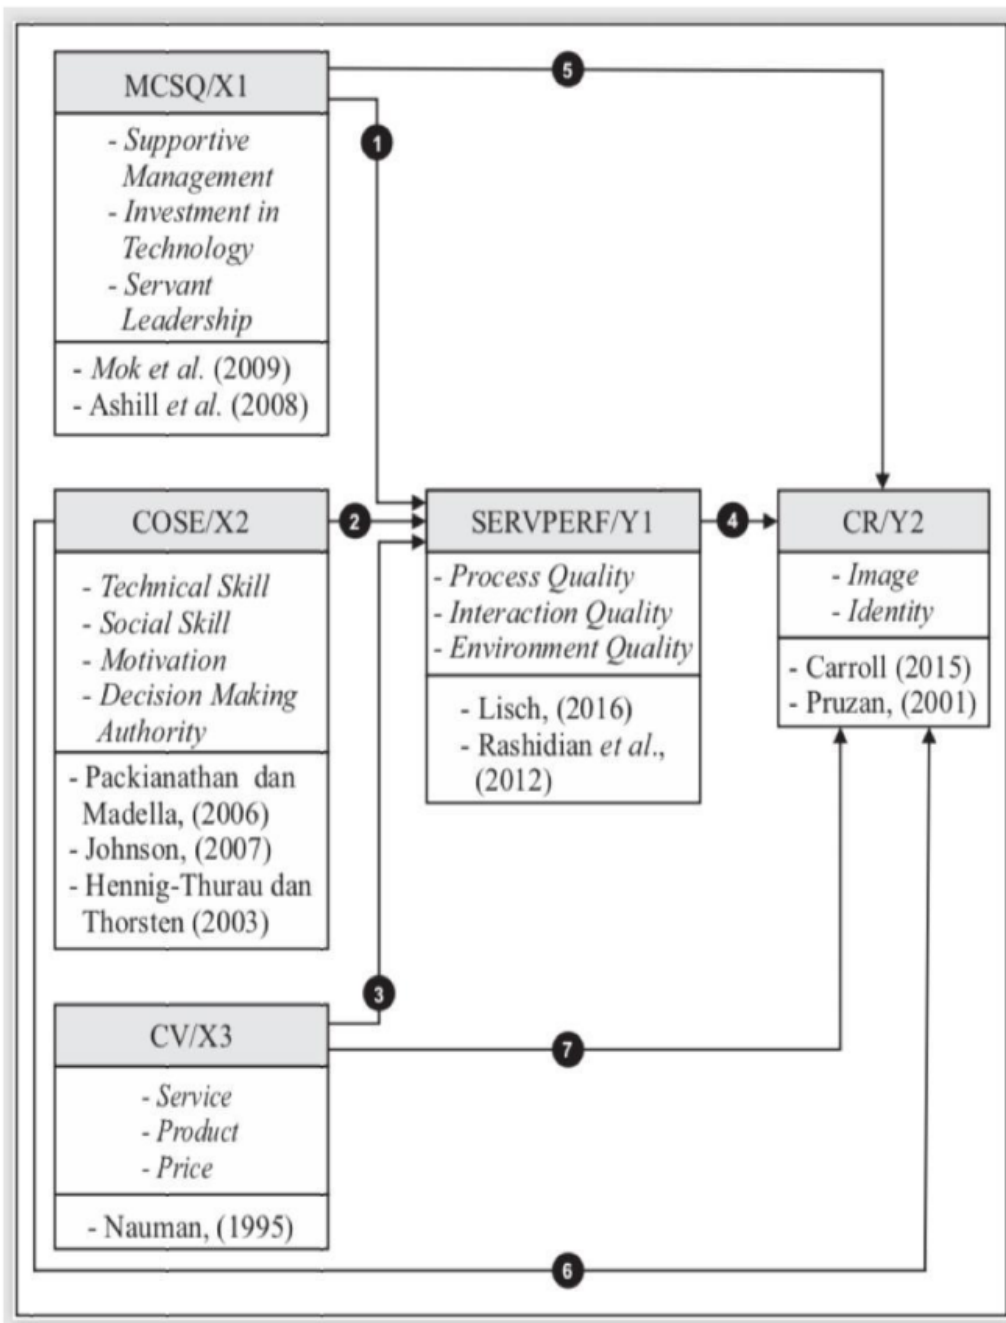 MCSQ/X1
- Supportive
Management
- Investment in
Technology
- Servant
Leadership
- Mok et al. (2009)
- Ashill et al. (2008)
5
1
COSE/X2
- Technical Skill
- Social Skill
- Motivation
- Decision Making
Authority
- Packianathan dan
Madella, (2006)
- Johnson, (2007)
- Hennig-Thurau dan
Thorsten (2003)
2
SERVPERF/Y1
- Process Quality
- Interaction Quality
- Environment Quality
- Lisch, (2016)
- Rashidian et al.,
(2012)
4
CR/Y2
- Image
- Identity
- Carroll (2015)
- Pruzan, (2001)
3
CV/X3
- Service
- Product
- Price
- Nauman, (1995)
7
6